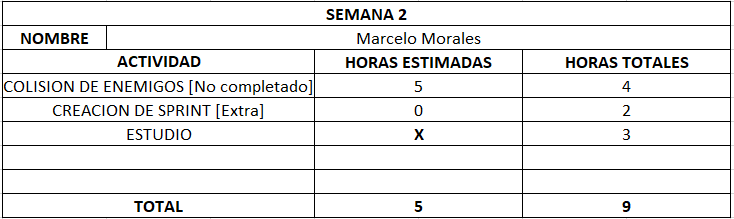 SEMANA 2
NOMBRE Marcelo Morales
ACTIVIDAD HORAS ESTIMADAS HORAS TOTALES
COLISION DE ENEMIGOS [No completado] 5 4
CREACION DE SPRINT [Extra] 0 2
ESTUDIO X 3
TOTAL 5 9